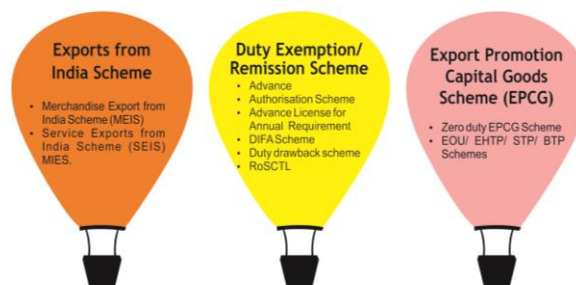 Exports from
India Scheme
• Merchandise Export from
India Scheme (MEIS)
• Service Exports from
India Scheme (SEIS)
MIES.
Duty Exemption/
Remission Scheme
• Advance
• Authorisation Scheme
• Advance License for
Annual Requirement
• DIFA Scheme
• Duty drawback scheme
• RoSCTL
Export Promotion
Capital Goods
Scheme (EPCG)
• Zero duty EPCG Scheme
• EOU/ EHTP/ STP/ BTP
Schemes